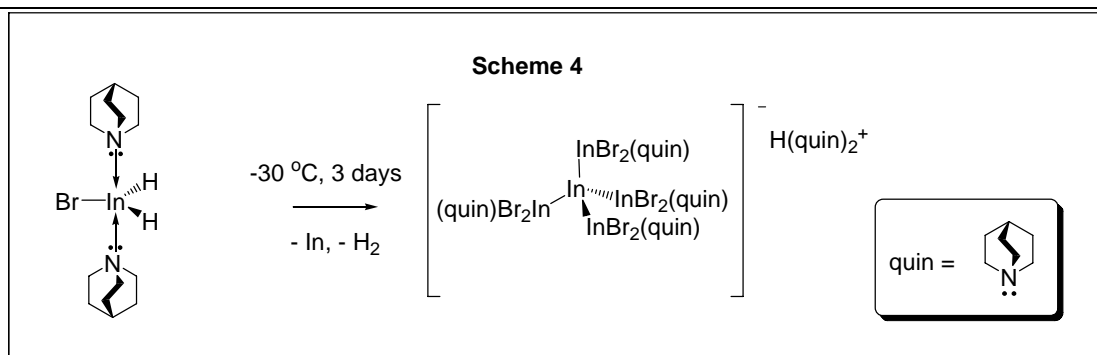 Scheme 4
N
Br
In
H
H
N
-30 °C, 3 days
- In, - H₂
InBr₂(quin)
In
(quin)Br₂In
InBr₂(quin)
InBr₂(quin)
–
H(quin)₂⁺
quin =
N